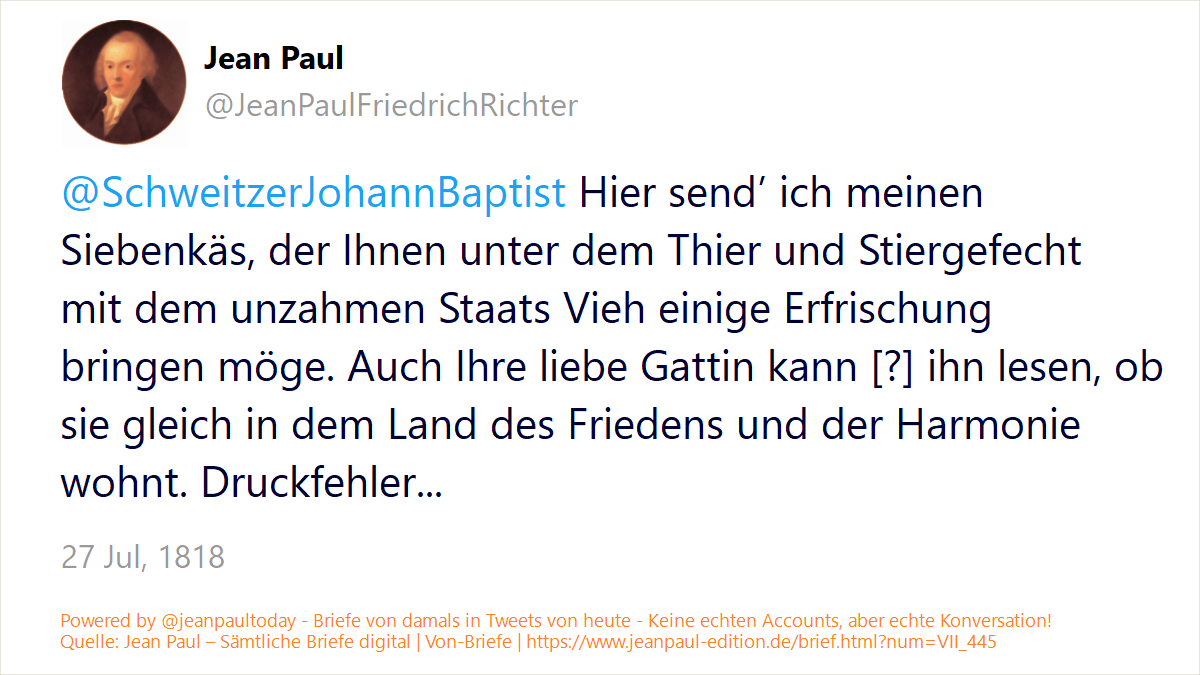 Jean Paul
@JeanPaulFriedrichRichter
@SchweitzerJohannBaptist Hier send’ ich meinen
Siebenkäs, der Ihnen unter dem Thier und Stiergefecht
mit dem unzahmen Staats Vieh einige Erfrischung
bringen möge. Auch Ihre liebe Gattin kann [?] ihn lesen, ob
sie gleich in dem Land des Friedens und der Harmonie
wohnt. Druckfehler...
27 Jul, 1818
Powered by @jeanpaultoday - Briefe von damals in Tweets von heute - Keine echten Accounts, aber echte Konversation!
Quelle: Jean Paul – Sämtliche Briefe digital | Von-Briefe | https://www.jeanpaul-edition.de/brief.html?num=VII_445